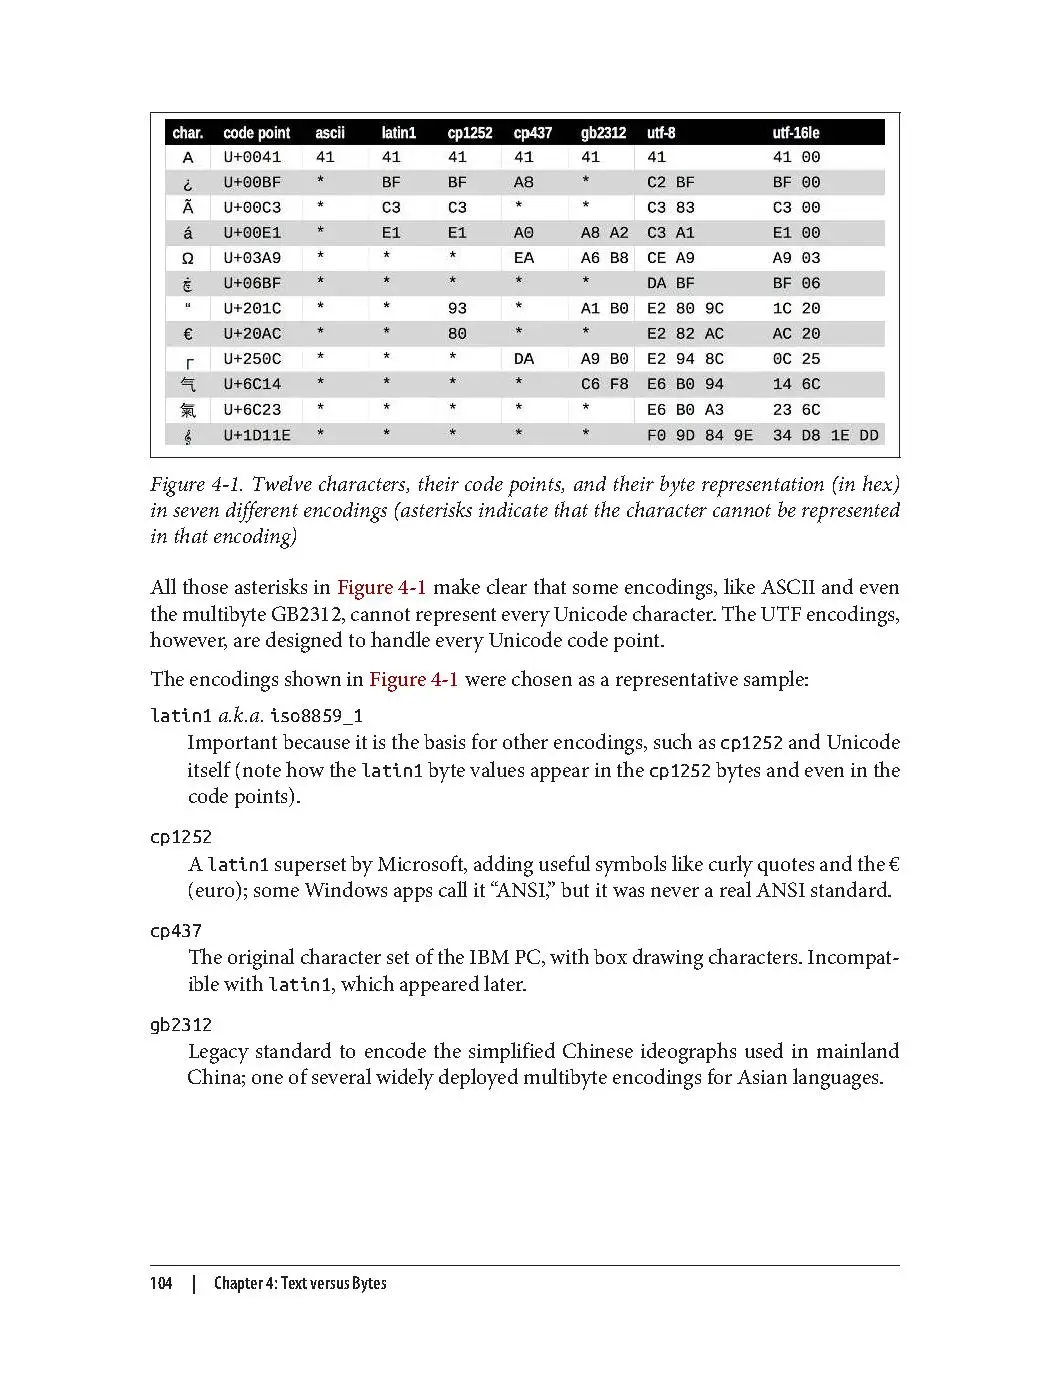 char. code point ascii latin1 cp1252 cp437 gb2312 utf-8 utf-16le
A U+0041 41 41 41 41 41 41 41 00
¿ U+00BF * BF BF A8 * C2 BF BF 00
Ã U+00C3 * C3 C3 * * C3 83 C3 00
á U+00E1 * E1 E1 A0 A8 A2 C3 A1 E1 00
Ω U+03A9 * * * EA A6 B8 CE A9 A9 03
ڿ U+06BF * * * * * DA BF BF 06
“ U+201C * * 93 * A1 B0 E2 80 9C 1C 20
€ U+20AC * * 80 * * E2 82 AC AC 20
┌ U+250C * * * DA A9 B0 E2 94 8C 0C 25
气 U+6C14 * * * * C6 F8 E6 B0 94 14 6C
氣 U+6C23 * * * * * E6 B0 A3 23 6C
𝄞 U+1D11E * * * * * F0 9D 84 9E 34 D8 1E DD
Figure 4-1. Twelve characters, their code points, and their byte representation (in hex)
in seven different encodings (asterisks indicate that the character cannot be represented
in that encoding)
All those asterisks in Figure 4-1 make clear that some encodings, like ASCII and even
the multibyte GB2312, cannot represent every Unicode character. The UTF encodings,
however, are designed to handle every Unicode code point.
The encodings shown in Figure 4-1 were chosen as a representative sample:
latin1 a.k.a. iso8859_1
Important because it is the basis for other encodings, such as cp1252 and Unicode
itself (note how the latin1 byte values appear in the cp1252 bytes and even in the
code points).
cp1252
A latin1 superset by Microsoft, adding useful symbols like curly quotes and the €
(euro); some Windows apps call it “ANSI,” but it was never a real ANSI standard.
cp437
The original character set of the IBM PC, with box drawing characters. Incompat-
ible with latin1, which appeared later.
gb2312
Legacy standard to encode the simplified Chinese ideographs used in mainland
China; one of several widely deployed multibyte encodings for Asian languages.
104 | Chapter 4: Text versus Bytes